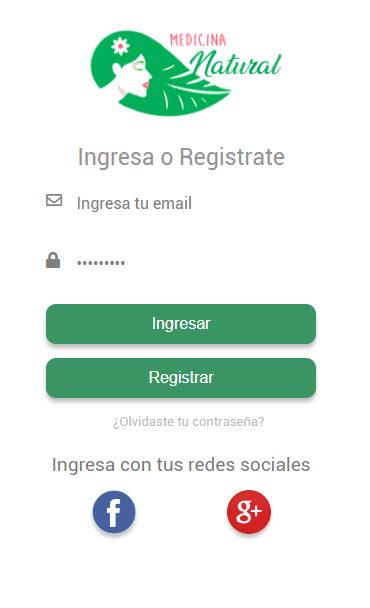 MEDICINA
Natural
Ingresa o Registrate
Ingresa tu email
•••••••••
Ingresar
Registrar
¿Olvidaste tu contraseña?
Ingresa con tus redes sociales
f g+